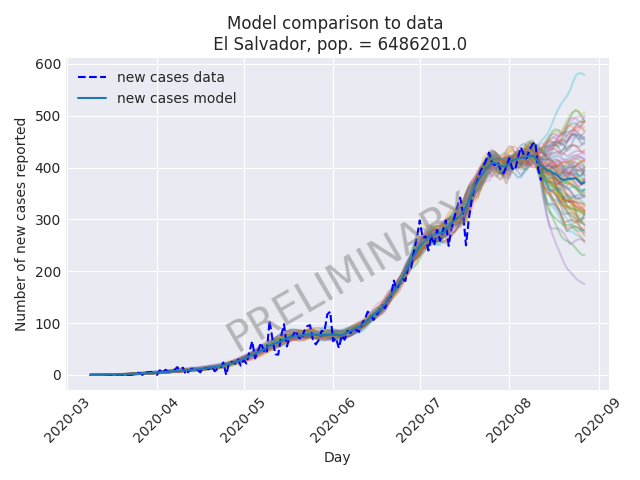 Model comparison to data
El Salvador, pop. = 6486201.0
600
500
400
300
200
100
0
Number of new cases reported
new cases data
new cases model
PRELIMINARY
2020-03
2020-04
2020-05
2020-06
2020-07
2020-08
2020-09
Day